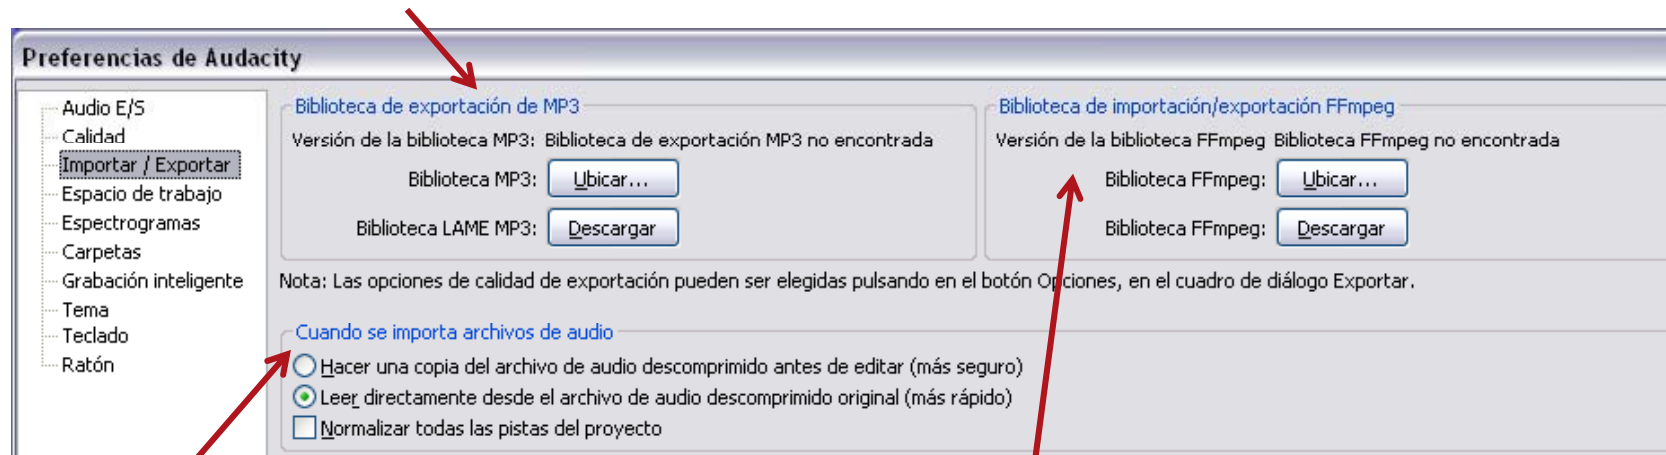 Preferencias de Audacity
Audio E/S
Calidad
Importar / Exportar
Espacio de trabajo
Espectrogramas
Carpetas
Grabación inteligente
Tema
Teclado
Ratón
Biblioteca de exportación de MP3
Versión de la biblioteca MP3: Biblioteca de exportación MP3 no encontrada
Biblioteca MP3: Ubicar...
Biblioteca LAME MP3: Descargar
Biblioteca de importación/exportación FFmpeg
Versión de la biblioteca FFmpeg Biblioteca FFmpeg no encontrada
Biblioteca FFmpeg: Ubicar...
Biblioteca FFmpeg: Descargar
Nota: Las opciones de calidad de exportación pueden ser elegidas pulsando en el botón Opciones, en el cuadro de diálogo Exportar.
Cuando se importa archivos de audio
Hacer una copia del archivo de audio descomprimido antes de editar (más seguro)
Leer directamente desde el archivo de audio descomprimido original (más rápido)
Normalizar todas las pistas del proyecto